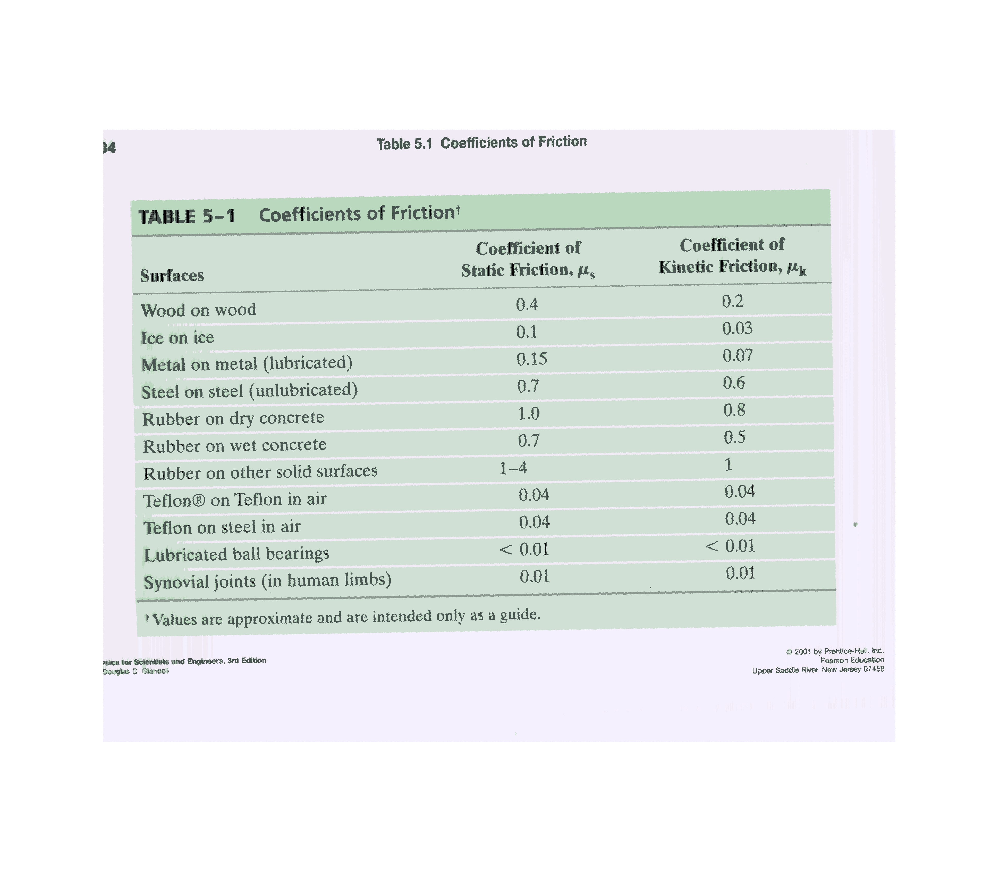 34
Table 5.1 Coefficients of Friction
TABLE 5–1 Coefficients of Friction†
Surfaces Coefficient of Static Friction, μs Coefficient of Kinetic Friction, μk
Wood on wood 0.4 0.2
Ice on ice 0.1 0.03
Metal on metal (lubricated) 0.15 0.07
Steel on steel (unlubricated) 0.7 0.6
Rubber on dry concrete 1.0 0.8
Rubber on wet concrete 0.7 0.5
Rubber on other solid surfaces 1–4 1
Teflon® on Teflon in air 0.04 0.04
Teflon on steel in air 0.04 0.04
Lubricated ball bearings < 0.01 < 0.01
Synovial joints (in human limbs) 0.01 0.01
† Values are approximate and are intended only as a guide.
for Scientists and Engineers, 3rd Edition
Douglas C. Giancoli
© 2001 by Prentice-Hall, Inc.
Pearson Education
Upper Saddle River New Jersey 07458